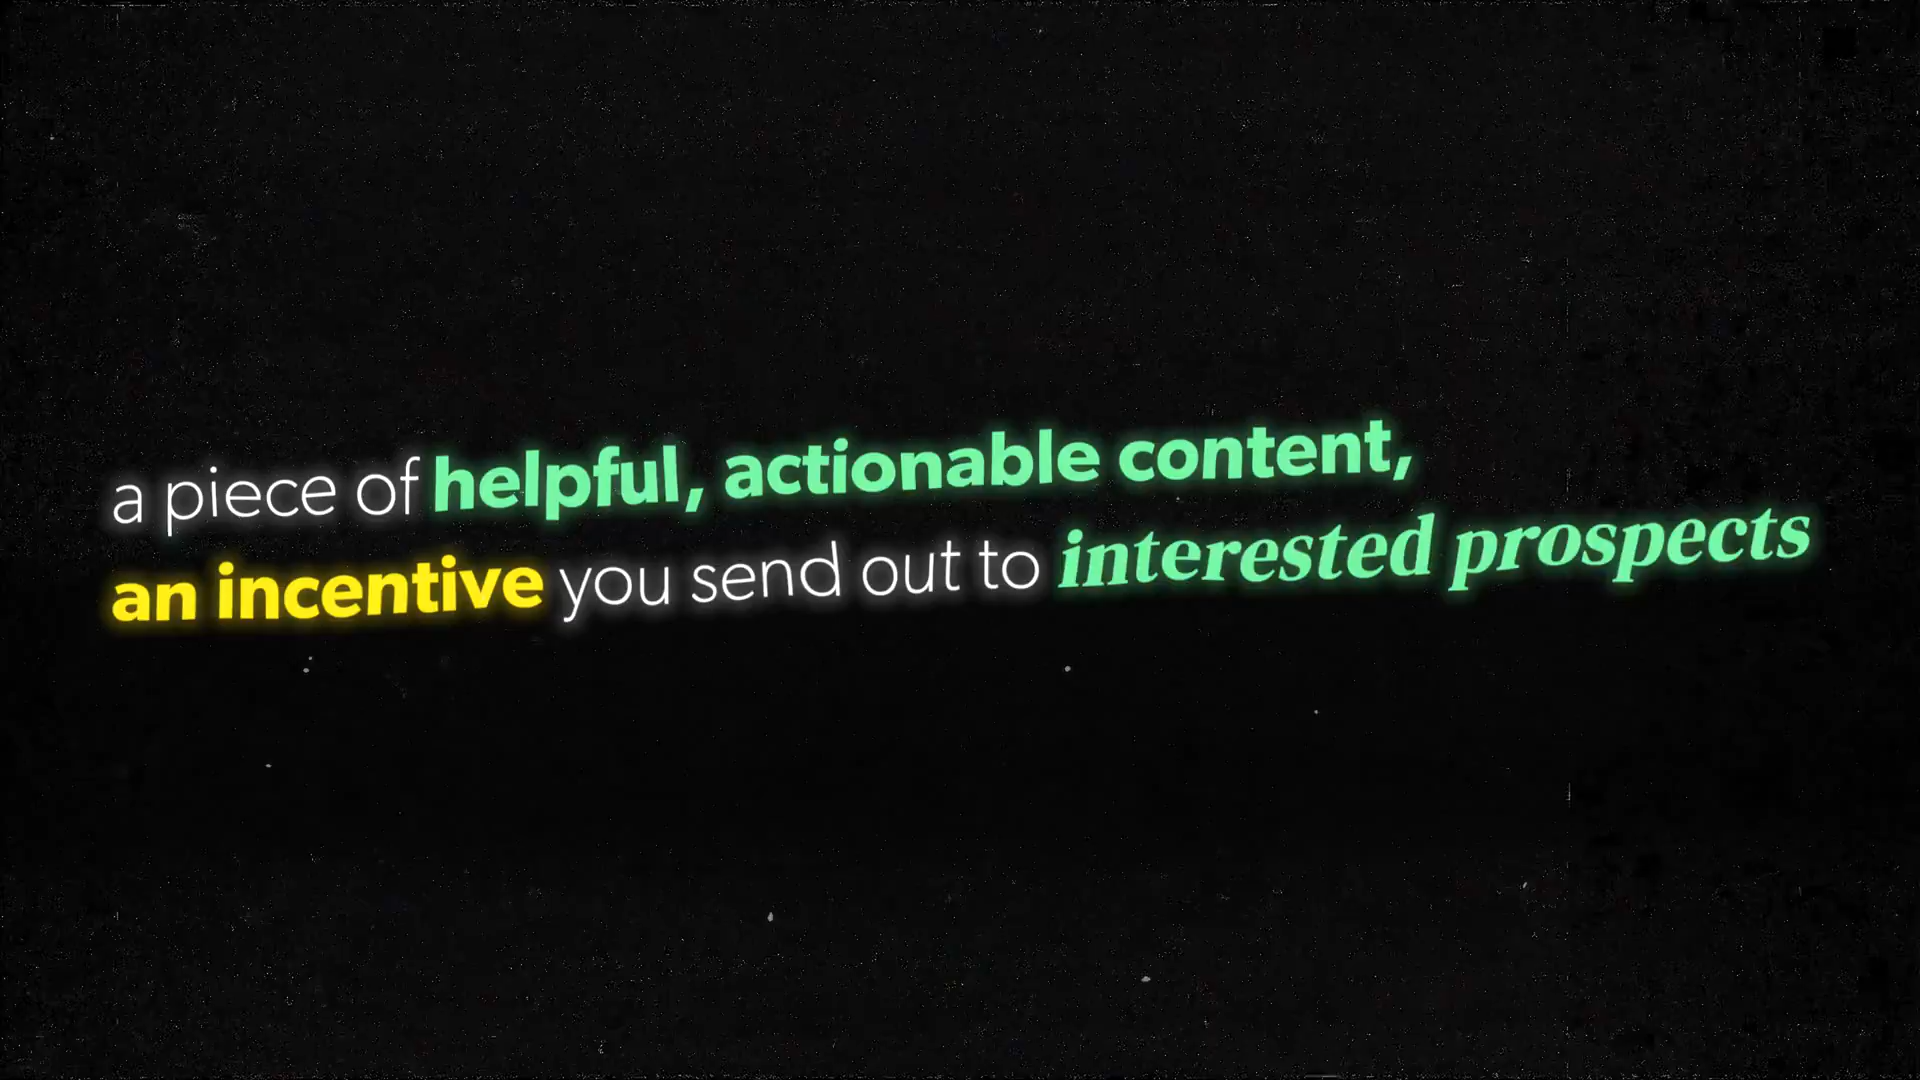 a piece of helpful, actionable content,
an incentive you send out to interested prospects